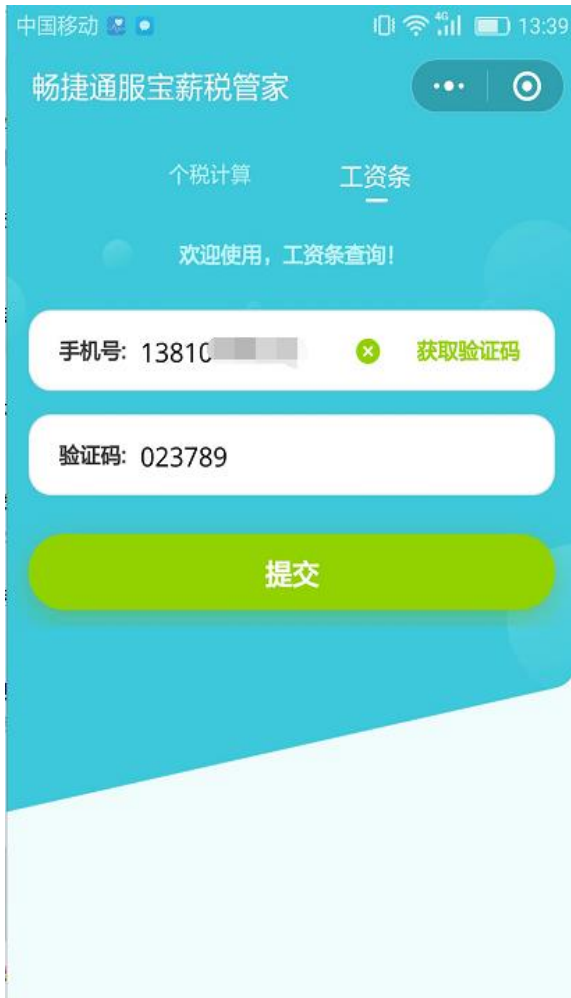 中国移动 4G 13:39
畅捷通服宝薪税管家
个税计算 工资条
欢迎使用，工资条查询!
手机号: 13810 获取验证码
验证码: 023789
提交